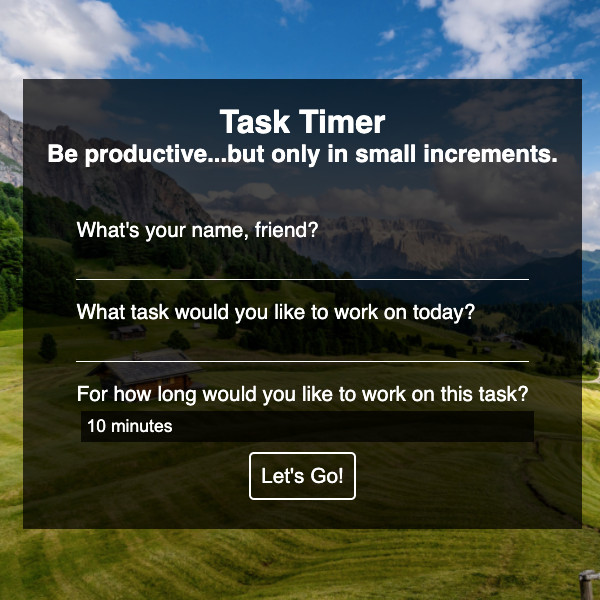 Task Timer
Be productive...but only in small increments.
What's your name, friend?
What task would you like to work on today?
For how long would you like to work on this task?
10 minutes
Let's Go!